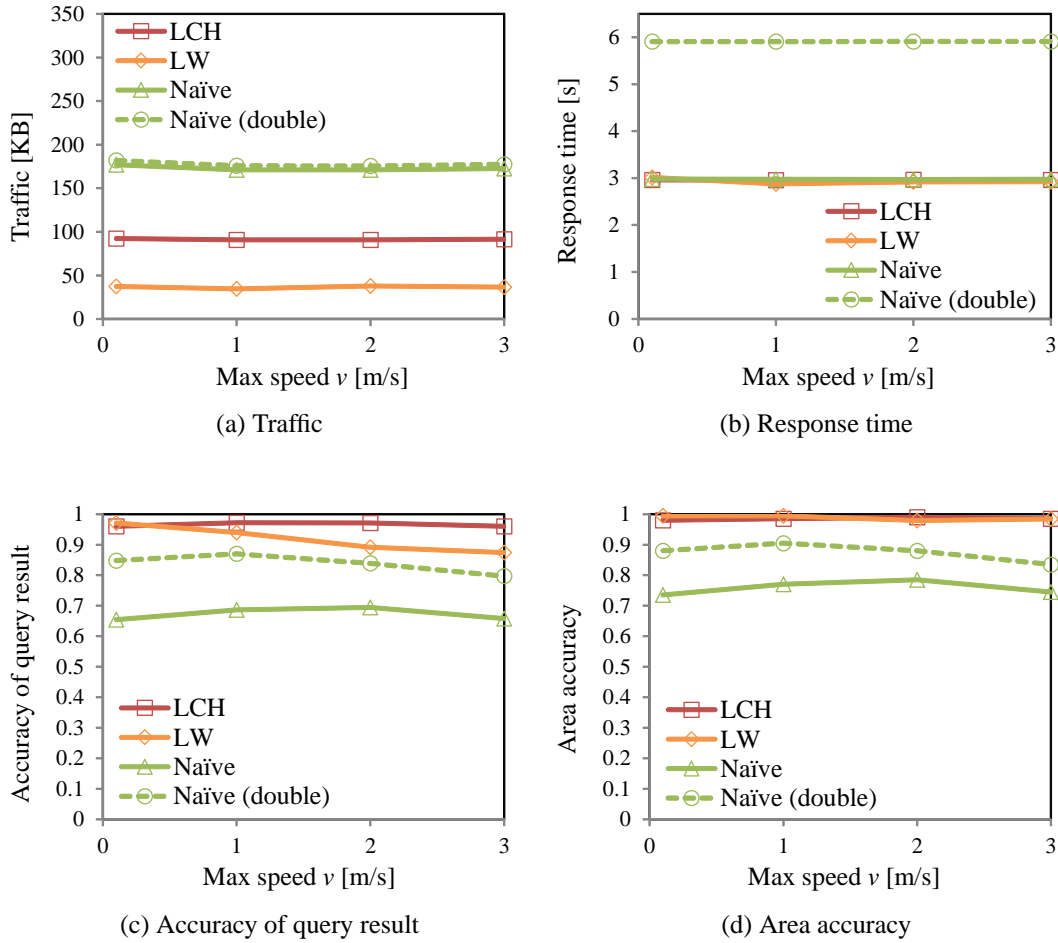 350
300
250
200
150
100
50
0
Traffic [KB]
LCH
LW
Naïve
Naïve (double)
0 1 2 3
Max speed v [m/s]
(a) Traffic
6
5
4
3
2
1
0
Response time [s]
LCH
LW
Naïve
Naïve (double)
0 1 2 3
Max speed v [m/s]
(b) Response time
1
0.9
0.8
0.7
0.6
0.5
0.4
0.3
0.2
0.1
0
Accuracy of query result
LCH
LW
Naïve
Naïve (double)
0 1 2 3
Max speed v [m/s]
(c) Accuracy of query result
1
0.9
0.8
0.7
0.6
0.5
0.4
0.3
0.2
0.1
0
Area accuracy
LCH
LW
Naïve
Naïve (double)
0 1 2 3
Max speed v [m/s]
(d) Area accuracy